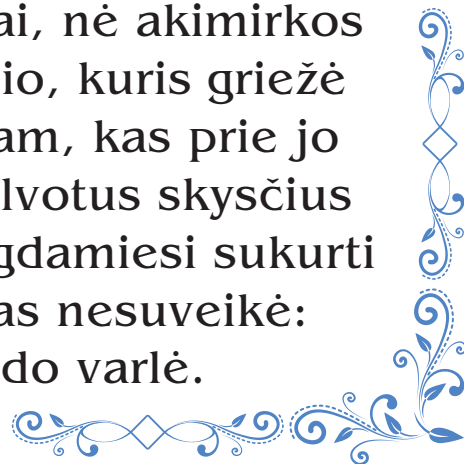 ai, nė akimirkos
io, kuris griežė
am, kas prie jo
lvotus skysčius
gdamiesi sukurti
as nesuveikė:
do varlė.